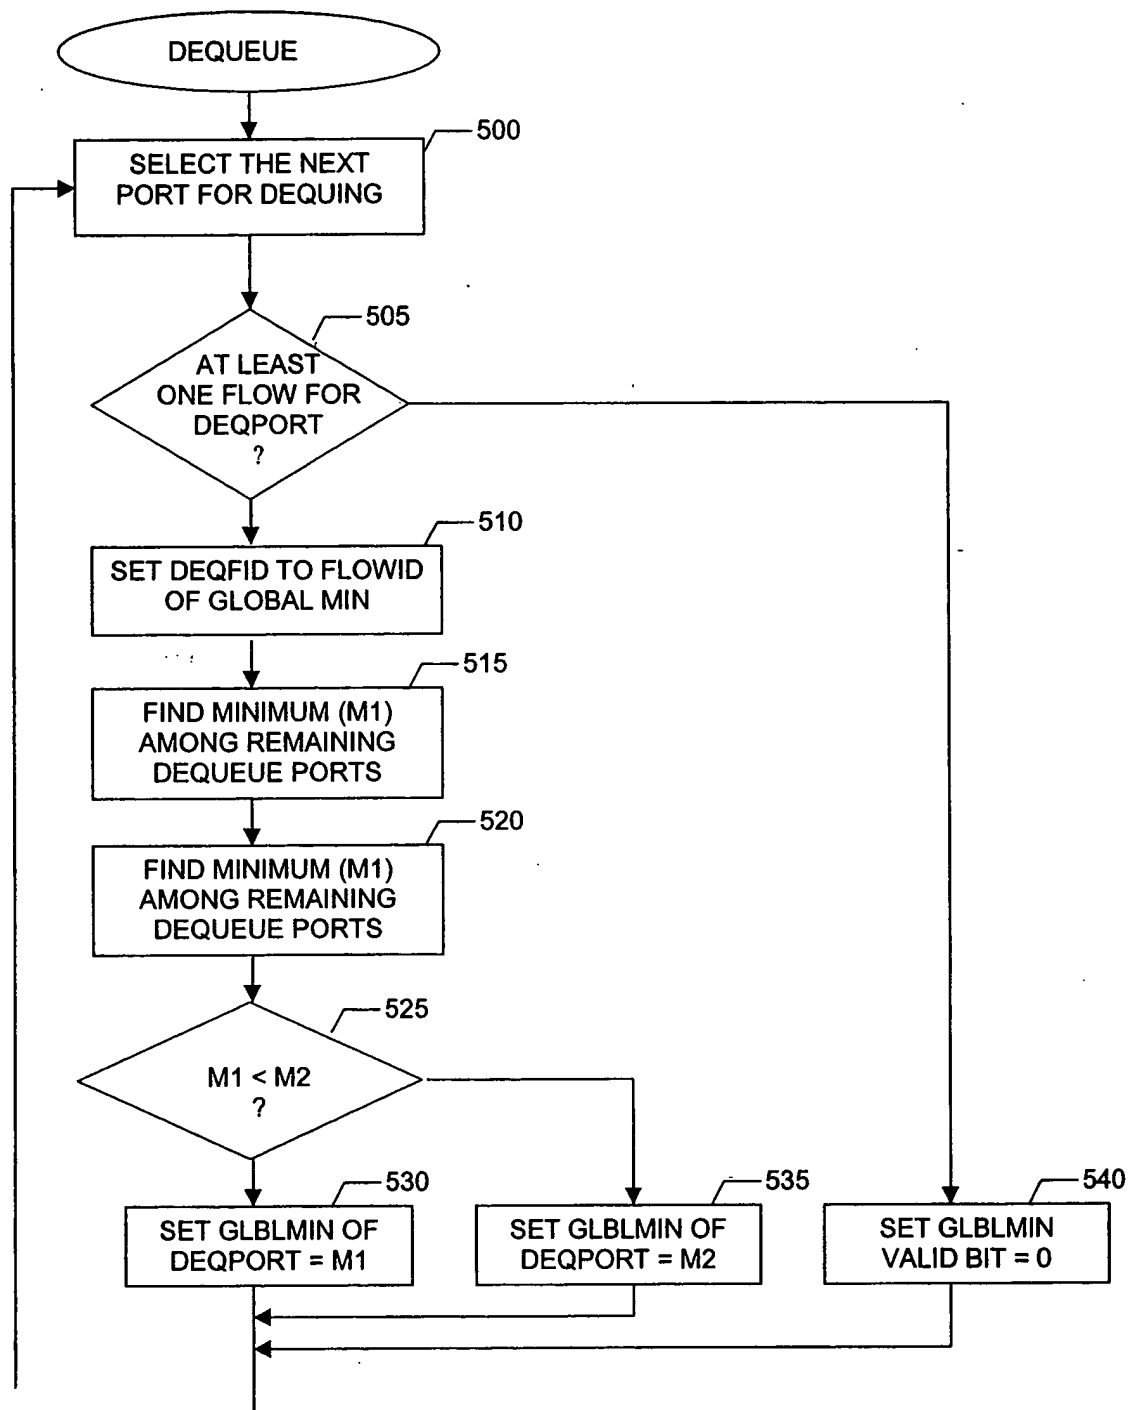 DEQUEUE
500
SELECT THE NEXT
PORT FOR DEQUING
505
AT LEAST
ONE FLOW FOR
DEQPORT
?
510
SET DEQFID TO FLOWID
OF GLOBAL MIN
515
FIND MINIMUM (M1)
AMONG REMAINING
DEQUEUE PORTS
520
FIND MINIMUM (M1)
AMONG REMAINING
DEQUEUE PORTS
525
M1 < M2
?
530
SET GLBLMIN OF
DEQPORT = M1
535
SET GLBLMIN OF
DEQPORT = M2
540
SET GLBLMIN
VALID BIT = 0